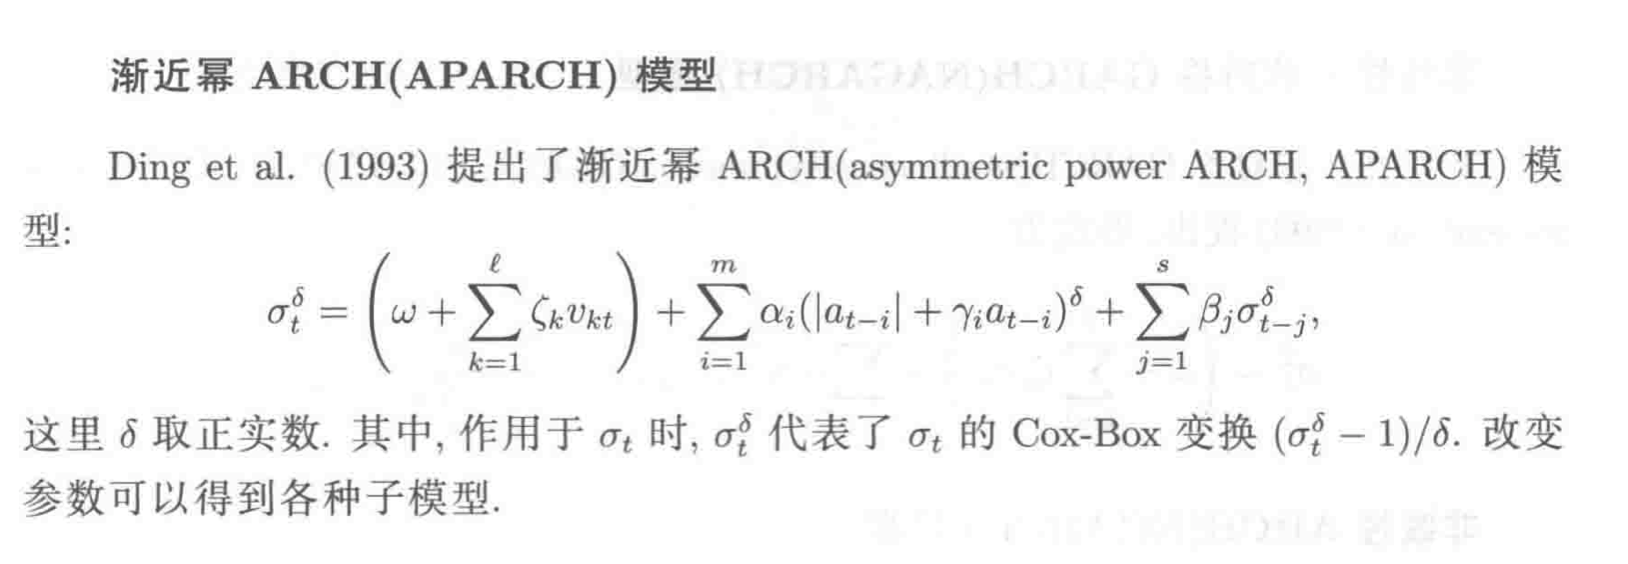 渐近幂 ARCH(APARCH) 模型
Ding et al. (1993) 提出了渐近幂 ARCH(asymmetric power ARCH, APARCH) 模
型:
$$\sigma_t^\delta = \left(\omega + \sum_{k=1}^{\ell} \zeta_k v_{kt}\right) + \sum_{i=1}^{m} \alpha_i(|a_{t-i}| + \gamma_i a_{t-i})^\delta + \sum_{j=1}^{s} \beta_j \sigma_{t-j}^\delta,$$
这里 δ 取正实数. 其中, 作用于 $\sigma_t$ 时, $\sigma_t^\delta$ 代表了 $\sigma_t$ 的 Cox-Box 变换 $(\sigma_t^\delta - 1)/\delta$. 改变
参数可以得到各种子模型.